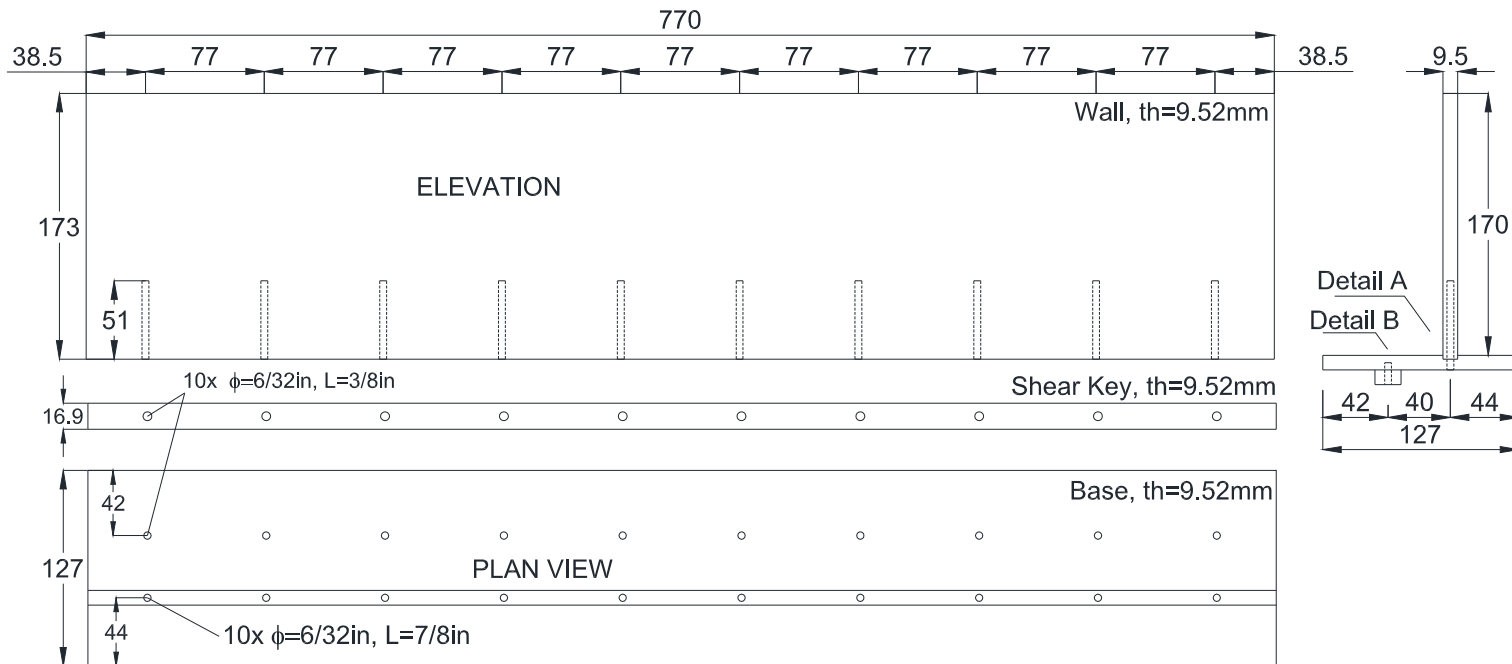 770
38.5 77 77 77 77 77 77 77 77 77 38.5 9.5
Wall, th=9.52mm
ELEVATION
173
170
51
Detail A
Detail B
10x ϕ=6/32in, L=3/8in
Shear Key, th=9.52mm
16.9
42 40 44
127
42
Base, th=9.52mm
127
PLAN VIEW
44
10x ϕ=6/32in, L=7/8in